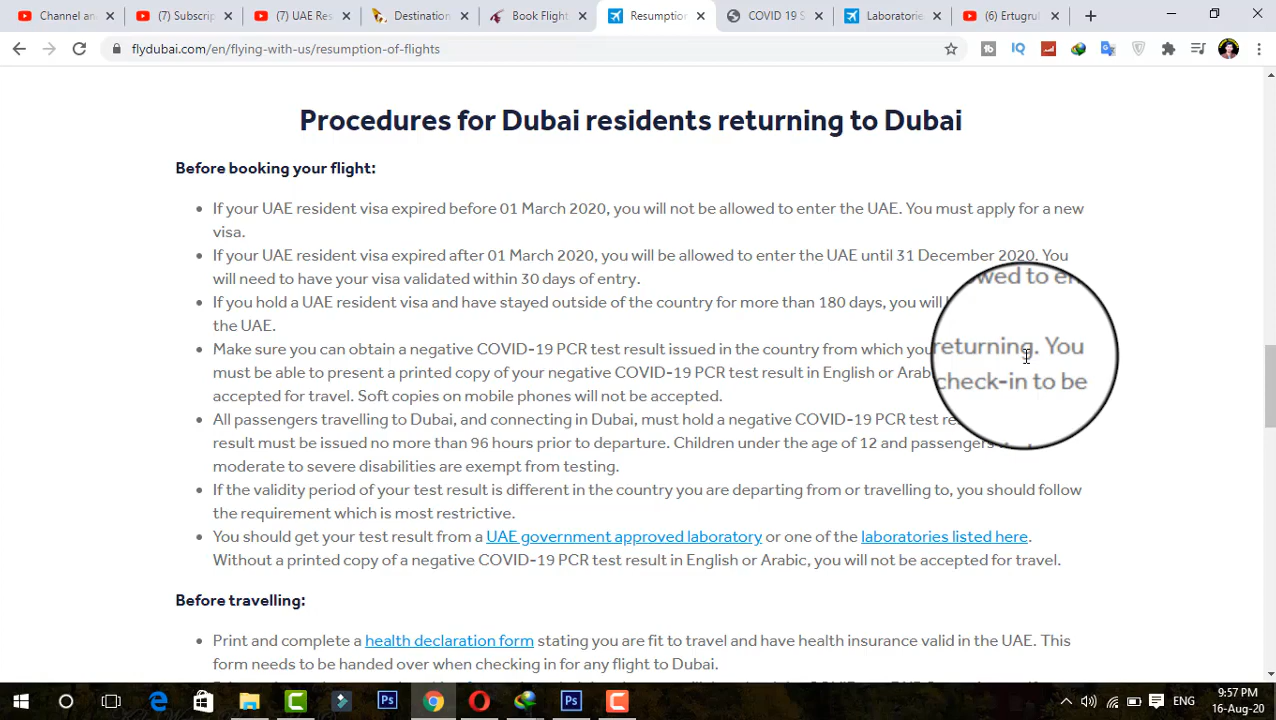 Channel an
(7) Subscrip
(7) UAE Res
Destination
Book Flight
Resumption
COVID 19 S
Laboratorie
(6) Ertugrul
flydubai.com/en/flying-with-us/resumption-of-flights
Procedures for Dubai residents returning to Dubai
Before booking your flight:
• If your UAE resident visa expired before 01 March 2020, you will not be allowed to enter the UAE. You must apply for a new
visa.
• If your UAE resident visa expired after 01 March 2020, you will be allowed to enter the UAE until 31 December 2020. You
will need to have your visa validated within 30 days of entry.
• If you hold a UAE resident visa and have stayed outside of the country for more than 180 days, you will
the UAE.
• Make sure you can obtain a negative COVID-19 PCR test result issued in the country from which you returning. You
must be able to present a printed copy of your negative COVID-19 PCR test result in English or Arab check-in to be
accepted for travel. Soft copies on mobile phones will not be accepted.
• All passengers travelling to Dubai, and connecting in Dubai, must hold a negative COVID-19 PCR test
result must be issued no more than 96 hours prior to departure. Children under the age of 12 and passengers
moderate to severe disabilities are exempt from testing.
• If the validity period of your test result is different in the country you are departing from or travelling to, you should follow
the requirement which is most restrictive.
• You should get your test result from a UAE government approved laboratory or one of the laboratories listed here.
Without a printed copy of a negative COVID-19 PCR test result in English or Arabic, you will not be accepted for travel.
Before travelling:
• Print and complete a health declaration form stating you are fit to travel and have health insurance valid in the UAE. This
form needs to be handed over when checking in for any flight to Dubai.
ENG
9:57 PM
16-Aug-20